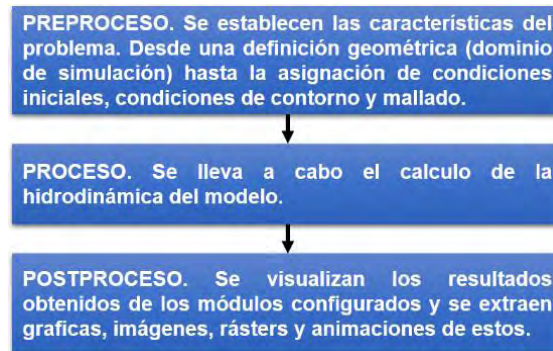 PREPROCESO. Se establecen las características del
problema. Desde una definición geométrica (dominio
de simulación) hasta la asignación de condiciones
iniciales, condiciones de contorno y mallado.
PROCESO. Se lleva a cabo el calculo de la
hidrodinámica del modelo.
POSTPROCESO. Se visualizan los resultados
obtenidos de los módulos configurados y se extraen
graficas, imágenes, rásters y animaciones de estos.